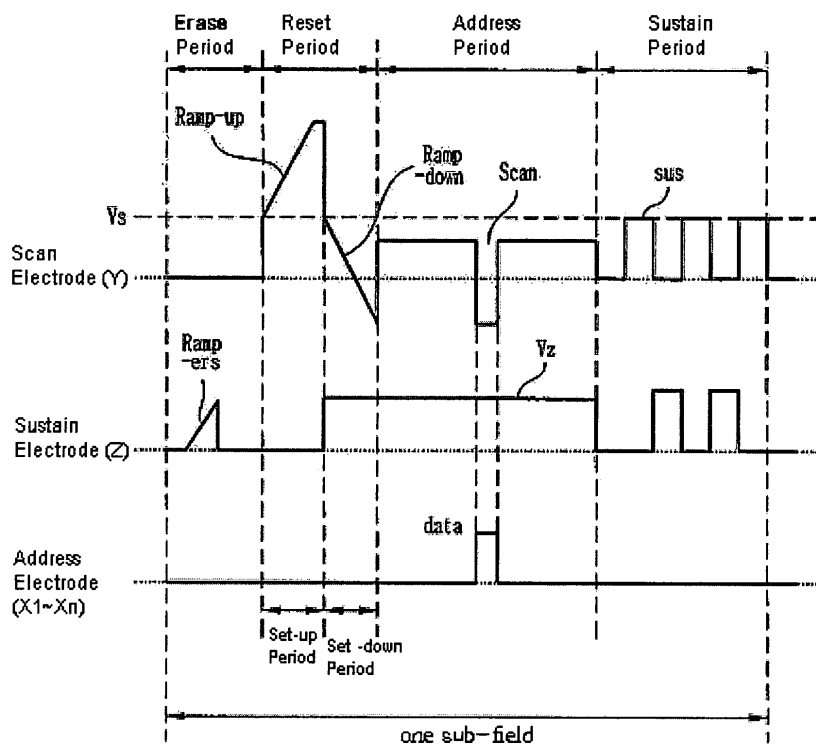 Erase
Period
Reset
Period
Address
Period
Sustain
Period
Ramp-up
Ramp
-down
Scan
sus
Vs
Scan
Electrode (Y)
Ramp
-ers
Vz
Sustain
Electrode (Z)
data
Address
Electrode
(X1~Xn)
Set-up
Period
Set -down
Period
one sub-field